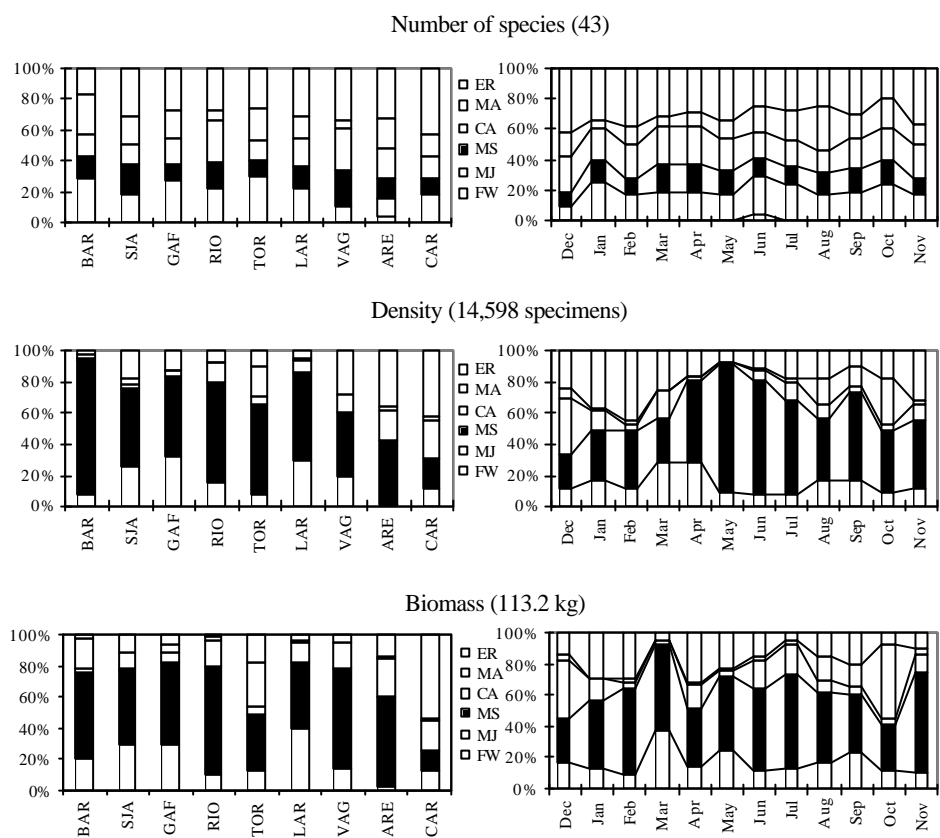 Number of species (43)
100%
80%
60%
40%
20%
0%
BAR
SJA
GAF
RIO
TOR
LAR
VAG
ARE
CAR
ER
MA
CA
MS
MJ
FW
100%
80%
60%
40%
20%
0%
Dec
Jan
Feb
Mar
Apr
May
Jun
Jul
Aug
Sep
Oct
Nov
Density (14,598 specimens)
100%
80%
60%
40%
20%
0%
BAR
SJA
GAF
RIO
TOR
LAR
VAG
ARE
CAR
ER
MA
CA
MS
MJ
FW
100%
80%
60%
40%
20%
0%
Dec
Jan
Feb
Mar
Apr
May
Jun
Jul
Aug
Sep
Oct
Nov
Biomass (113.2 kg)
100%
80%
60%
40%
20%
0%
BAR
SJA
GAF
RIO
TOR
LAR
VAG
ARE
CAR
ER
MA
CA
MS
MJ
FW
100%
80%
60%
40%
20%
0%
Dec
Jan
Feb
Mar
Apr
May
Jun
Jul
Aug
Sep
Oct
Nov